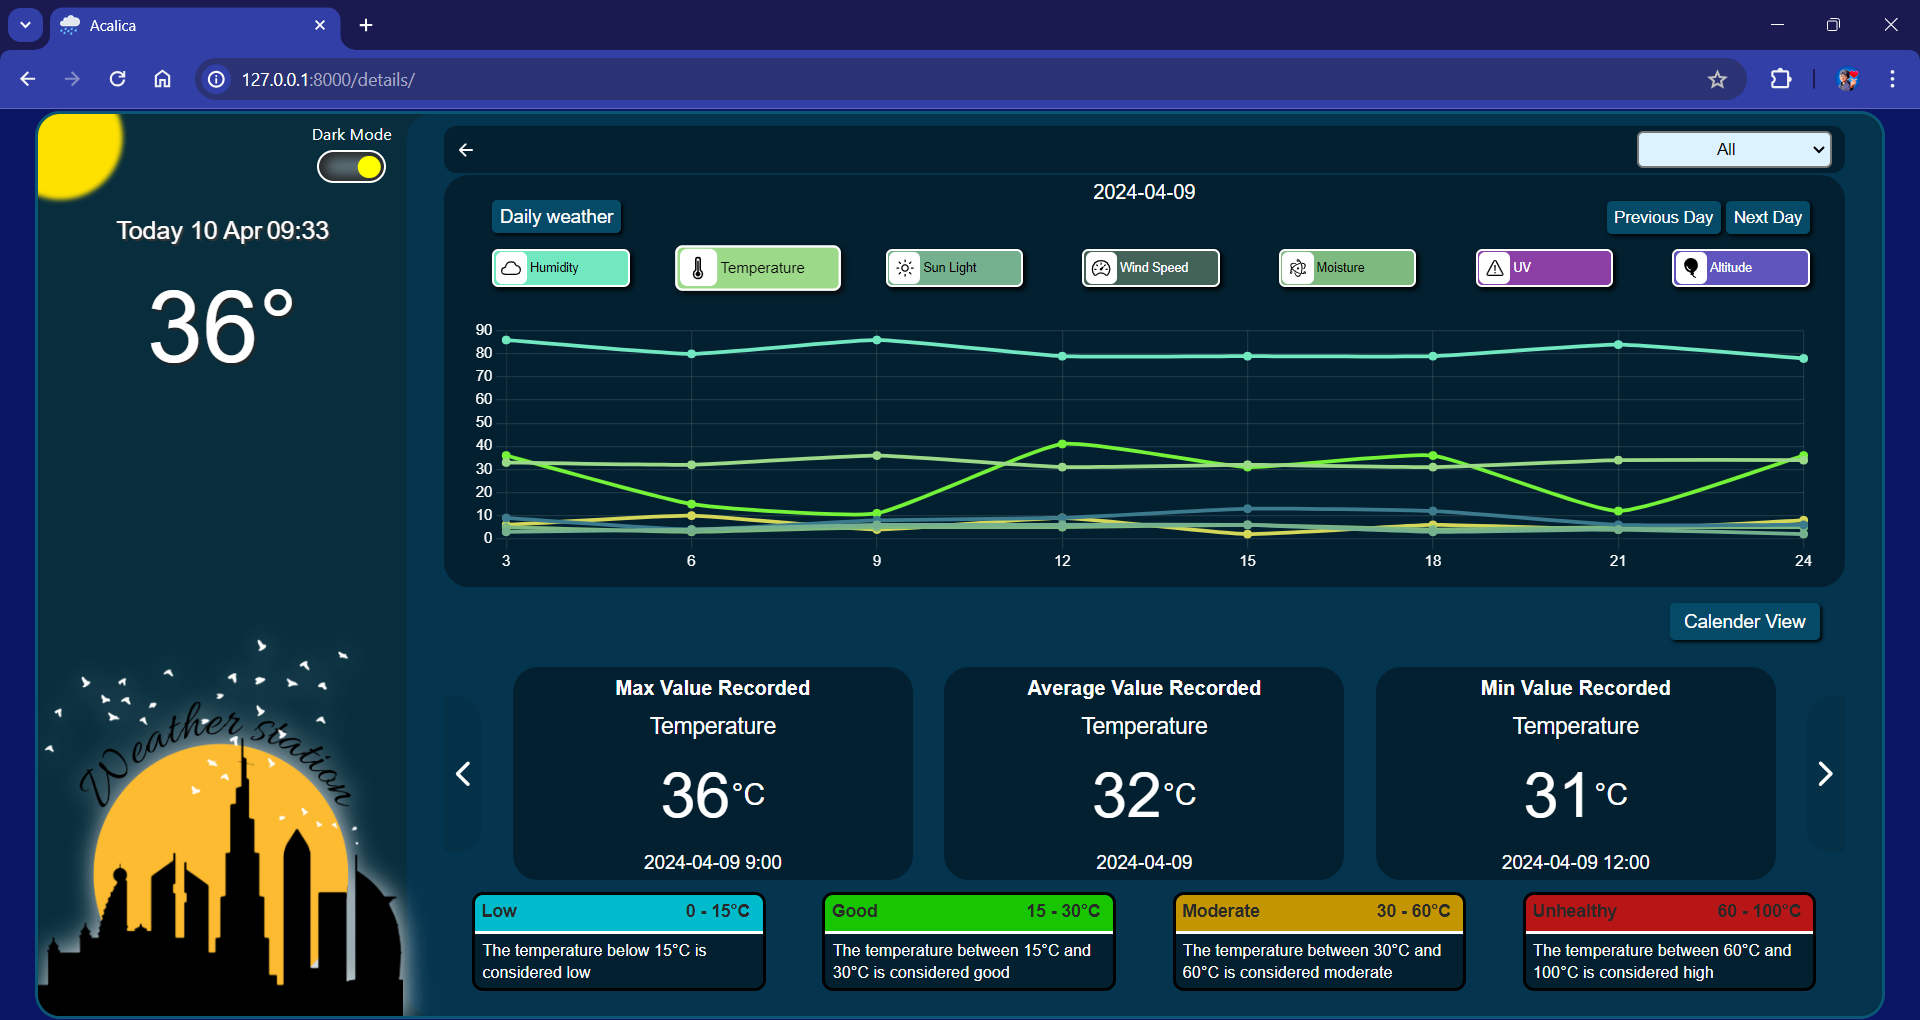 Acalica
127.0.0.1:8000/details/
Dark Mode
All
Today 10 Apr 09:33
36°
2024-04-09
Daily weather
Previous Day
Next Day
Humidity
Temperature
Sun Light
Wind Speed
Moisture
UV
Altitude
90
80
70
60
50
40
30
20
10
0
3 6 9 12 15 18 21 24
Calender View
Max Value Recorded
Temperature
36°C
2024-04-09 9:00
Average Value Recorded
Temperature
32°C
2024-04-09
Min Value Recorded
Temperature
31°C
2024-04-09 12:00
Weather station
Low 0 - 15°C
The temperature below 15°C is
considered low
Good 15 - 30°C
The temperature between 15°C and
30°C is considered good
Moderate 30 - 60°C
The temperature between 30°C and
60°C is considered moderate
Unhealthy 60 - 100°C
The temperature between 60°C and
100°C is considered high